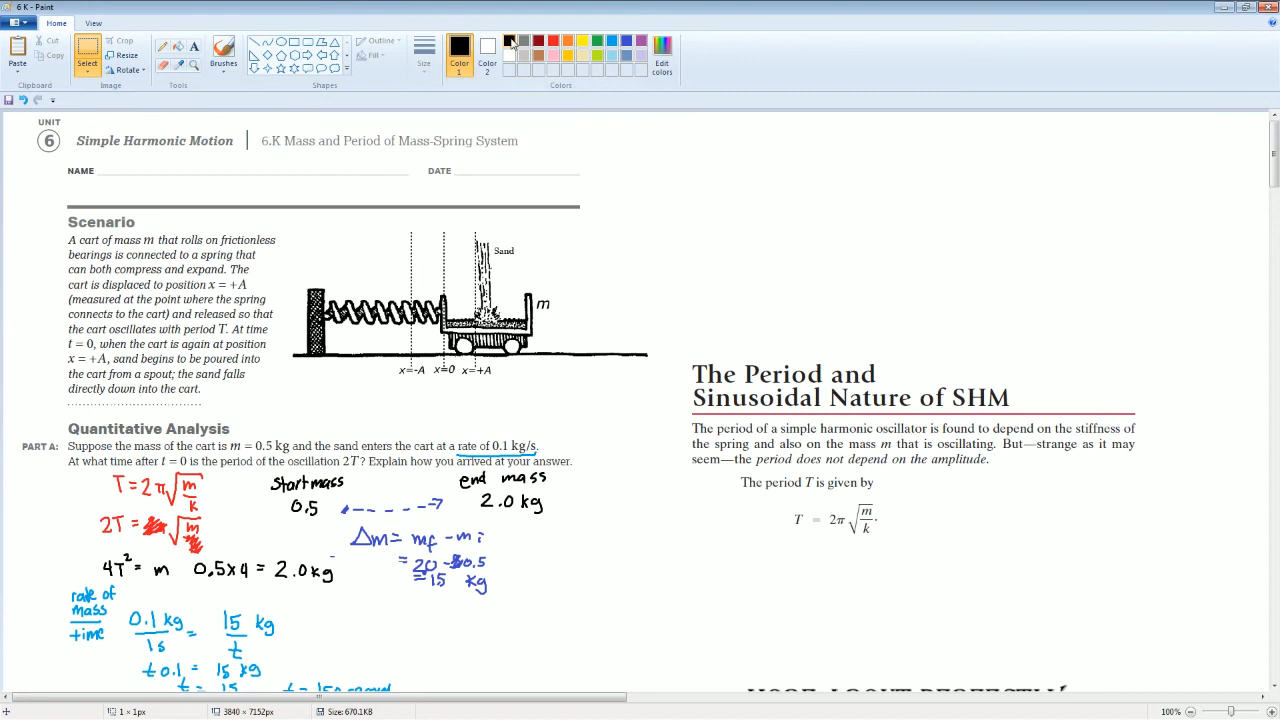 6 K - Paint
Home
View
Paste
Cut
Copy
Clipboard
Select
Crop
Resize
Rotate
Image
A
Tools
Brushes
Outline
Fill
Shapes
Size
Color
1
Color
2
Edit
colors
Colors
UNIT
6
Simple Harmonic Motion
6.K Mass and Period of Mass-Spring System
NAME
DATE
Scenario
A cart of mass m that rolls on frictionless
bearings is connected to a spring that
can both compress and expand. The
cart is displaced to position x = +A
(measured at the point where the spring
connects to the cart) and released so that
the cart oscillates with period T. At time
t = 0, when the cart is again at position
x = +A, sand begins to be poured into
the cart from a spout; the sand falls
directly down into the cart.
Sand
m
x=-A x=0 x=+A
Quantitative Analysis
PART A: Suppose the mass of the cart is m = 0.5 kg and the sand enters the cart at a rate of 0.1 kg/s.
At what time after t = 0 is the period of the oscillation 2T? Explain how you arrived at your answer.
T = 2π√m/k
2T = √m
4T² = m 0.5x4 = 2.0kg
Start mass
0.5
end mass
2.0 kg
Δm = mf - mi
= 20 - 0.5
= 15 kg
rate of
mass
time
0.1 kg/1s = 15 kg/t
t 0.1 = 15 kg
t = 15
The Period and
Sinusoidal Nature of SHM
The period of a simple harmonic oscillator is found to depend on the stiffness of
the spring and also on the mass m that is oscillating. But—strange as it may
seem—the period does not depend on the amplitude.
The period T is given by
T = 2π√m/k.
1 × 1px
3840 × 7152px
Size: 670.1KB
100%